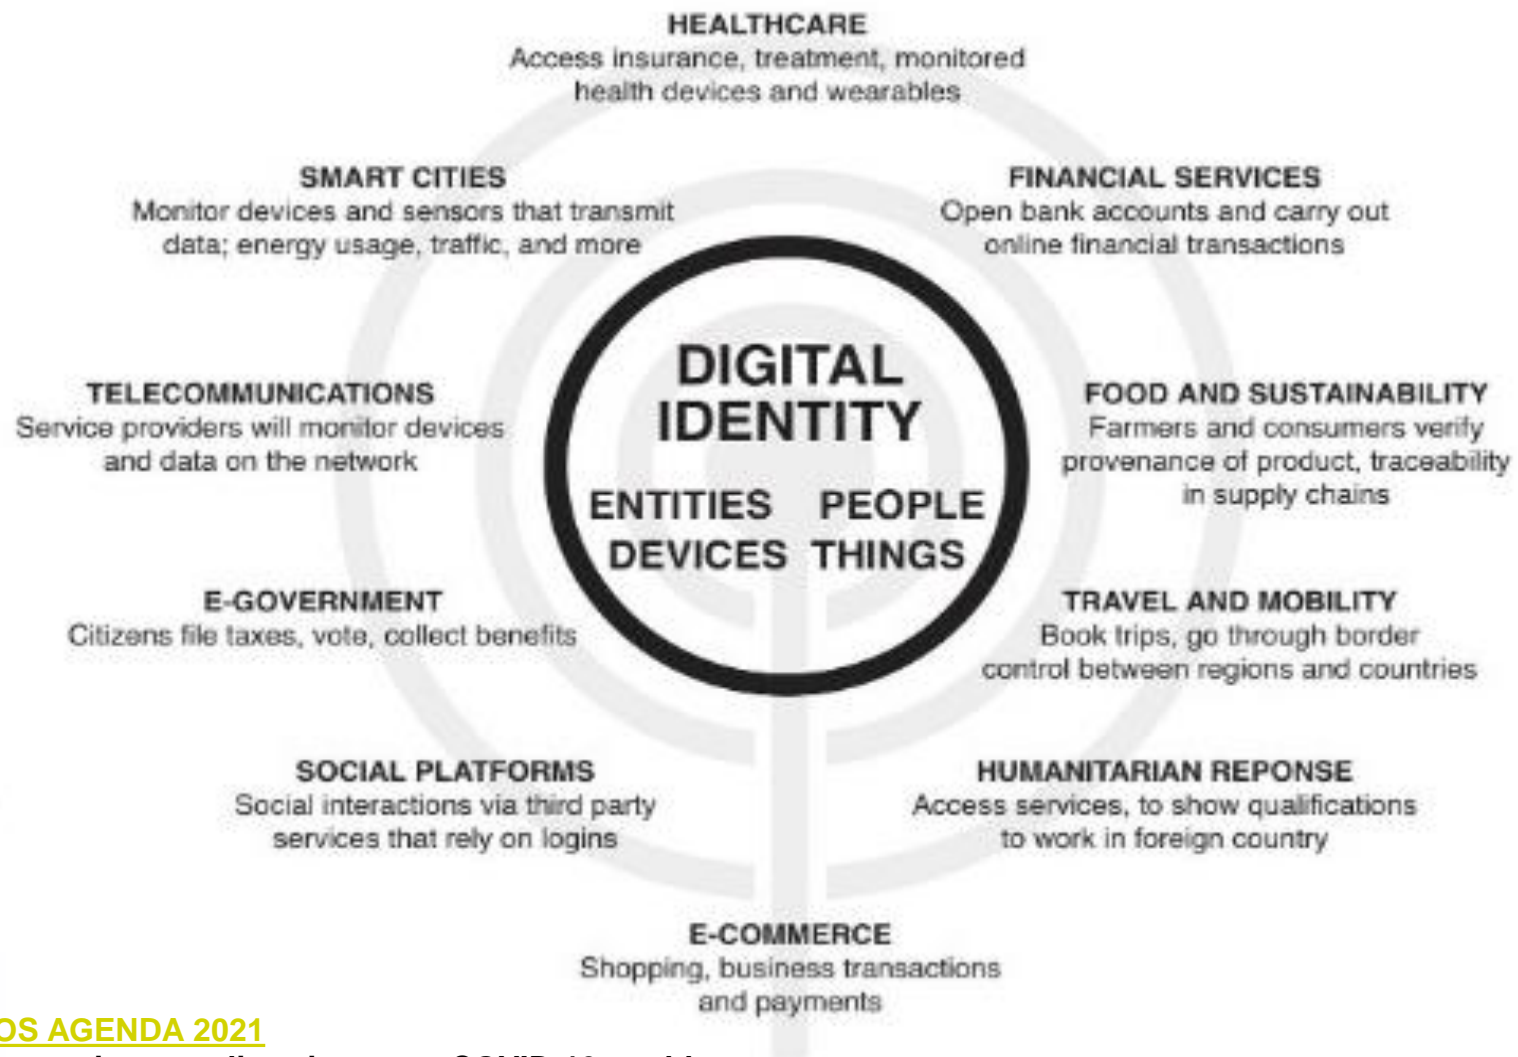 HEALTHCARE
Access insurance, treatment, monitored
health devices and wearables
SMART CITIES
Monitor devices and sensors that transmit
data; energy usage, traffic, and more
FINANCIAL SERVICES
Open bank accounts and carry out
online financial transactions
DIGITAL
IDENTITY
ENTITIES PEOPLE
DEVICES THINGS
TELECOMMUNICATIONS
Service providers will monitor devices
and data on the network
FOOD AND SUSTAINABILITY
Farmers and consumers verify
provenance of product, traceability
in supply chains
E-GOVERNMENT
Citizens file taxes, vote, collect benefits
TRAVEL AND MOBILITY
Book trips, go through border
control between regions and countries
SOCIAL PLATFORMS
Social interactions via third party
services that rely on logins
HUMANITARIAN REPONSE
Access services, to show qualifications
to work in foreign country
E-COMMERCE
Shopping, business transactions
and payments
OS AGENDA 2021